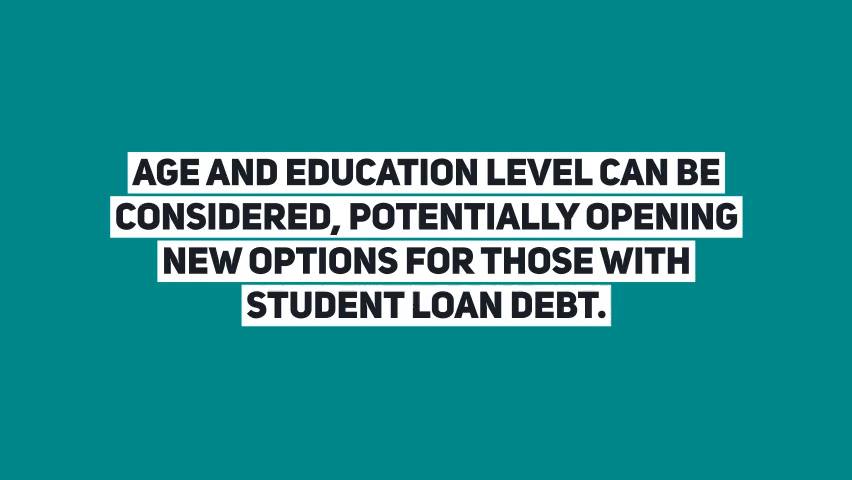 AGE AND EDUCATION LEVEL CAN BE
CONSIDERED, POTENTIALLY OPENING
NEW OPTIONS FOR THOSE WITH
STUDENT LOAN DEBT.